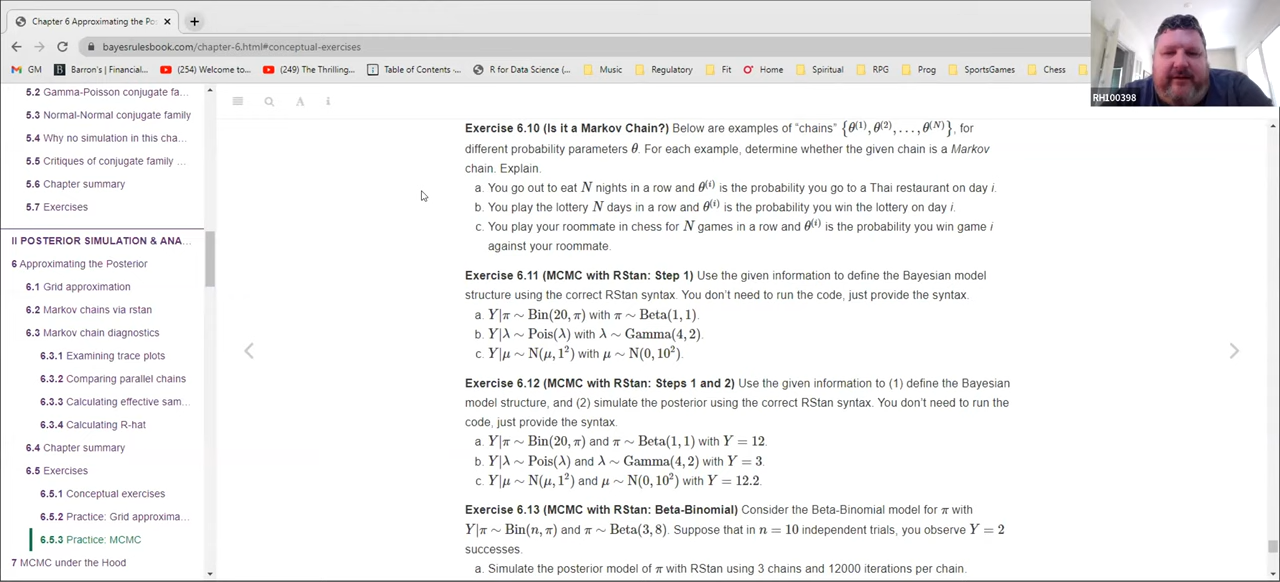 Chapter 6 Approximating the Pos
bayesrulesbook.com/chapter-6.html#conceptual-exercises
GM
Barron's | Financial...
(254) Welcome to...
(249) The Thrilling...
Table of Contents -...
R for Data Science (...
Music
Regulatory
Fit
Home
Spiritual
RPG
Prog
SportsGames
Chess
RH100398
5.2 Gamma-Poisson conjugate fa...
5.3 Normal-Normal conjugate family
5.4 Why no simulation in this cha...
5.5 Critiques of conjugate family ...
5.6 Chapter summary
5.7 Exercises
II POSTERIOR SIMULATION & ANA...
6 Approximating the Posterior
6.1 Grid approximation
6.2 Markov chains via rstan
6.3 Markov chain diagnostics
6.3.1 Examining trace plots
6.3.2 Comparing parallel chains
6.3.3 Calculating effective sam...
6.3.4 Calculating R-hat
6.4 Chapter summary
6.5 Exercises
6.5.1 Conceptual exercises
6.5.2 Practice: Grid approxima...
6.5.3 Practice: MCMC
7 MCMC under the Hood
Exercise 6.10 (Is it a Markov Chain?) Below are examples of “chains” {θ(1), θ(2), . . . , θ(N)}, for
different probability parameters θ. For each example, determine whether the given chain is a Markov
chain. Explain.
a. You go out to eat N nights in a row and θ(i) is the probability you go to a Thai restaurant on day i.
b. You play the lottery N days in a row and θ(i) is the probability you win the lottery on day i.
c. You play your roommate in chess for N games in a row and θ(i) is the probability you win game i
against your roommate.
Exercise 6.11 (MCMC with RStan: Step 1) Use the given information to define the Bayesian model
structure using the correct RStan syntax. You don’t need to run the code, just provide the syntax.
a. Y|π ∼ Bin(20, π) with π ∼ Beta(1, 1).
b. Y|λ ∼ Pois(λ) with λ ∼ Gamma(4, 2).
c. Y|μ ∼ N(μ, 1²) with μ ∼ N(0, 10²).
Exercise 6.12 (MCMC with RStan: Steps 1 and 2) Use the given information to (1) define the Bayesian
model structure, and (2) simulate the posterior using the correct RStan syntax. You don’t need to run the
code, just provide the syntax.
a. Y|π ∼ Bin(20, π) and π ∼ Beta(1, 1) with Y = 12.
b. Y|λ ∼ Pois(λ) and λ ∼ Gamma(4, 2) with Y = 3.
c. Y|μ ∼ N(μ, 1²) and μ ∼ N(0, 10²) with Y = 12.2.
Exercise 6.13 (MCMC with RStan: Beta-Binomial) Consider the Beta-Binomial model for π with
Y|π ∼ Bin(n, π) and π ∼ Beta(3, 8). Suppose that in n = 10 independent trials, you observe Y = 2
successes.
a. Simulate the posterior model of π with RStan using 3 chains and 12000 iterations per chain.